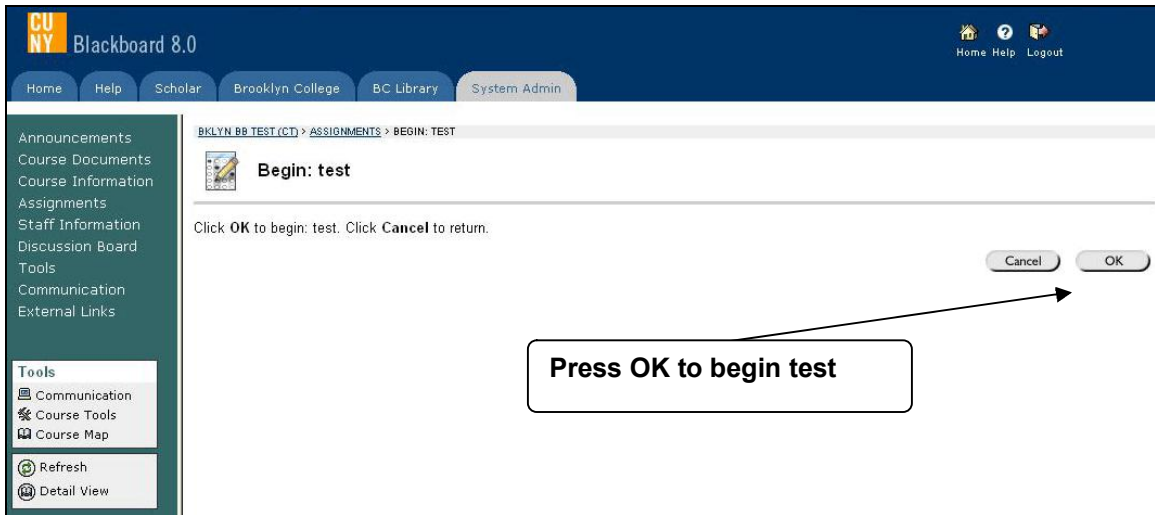 CU
NY Blackboard 8.0
Home Help Logout
Home Help Scholar Brooklyn College BC Library System Admin
Announcements
Course Documents
Course Information
Assignments
Staff Information
Discussion Board
Tools
Communication
External Links
Tools
Communication
Course Tools
Course Map
Refresh
Detail View
BKLYN BB TEST (CT) > ASSIGNMENTS > BEGIN: TEST
Begin: test
Click OK to begin: test. Click Cancel to return.
Cancel OK
Press OK to begin test